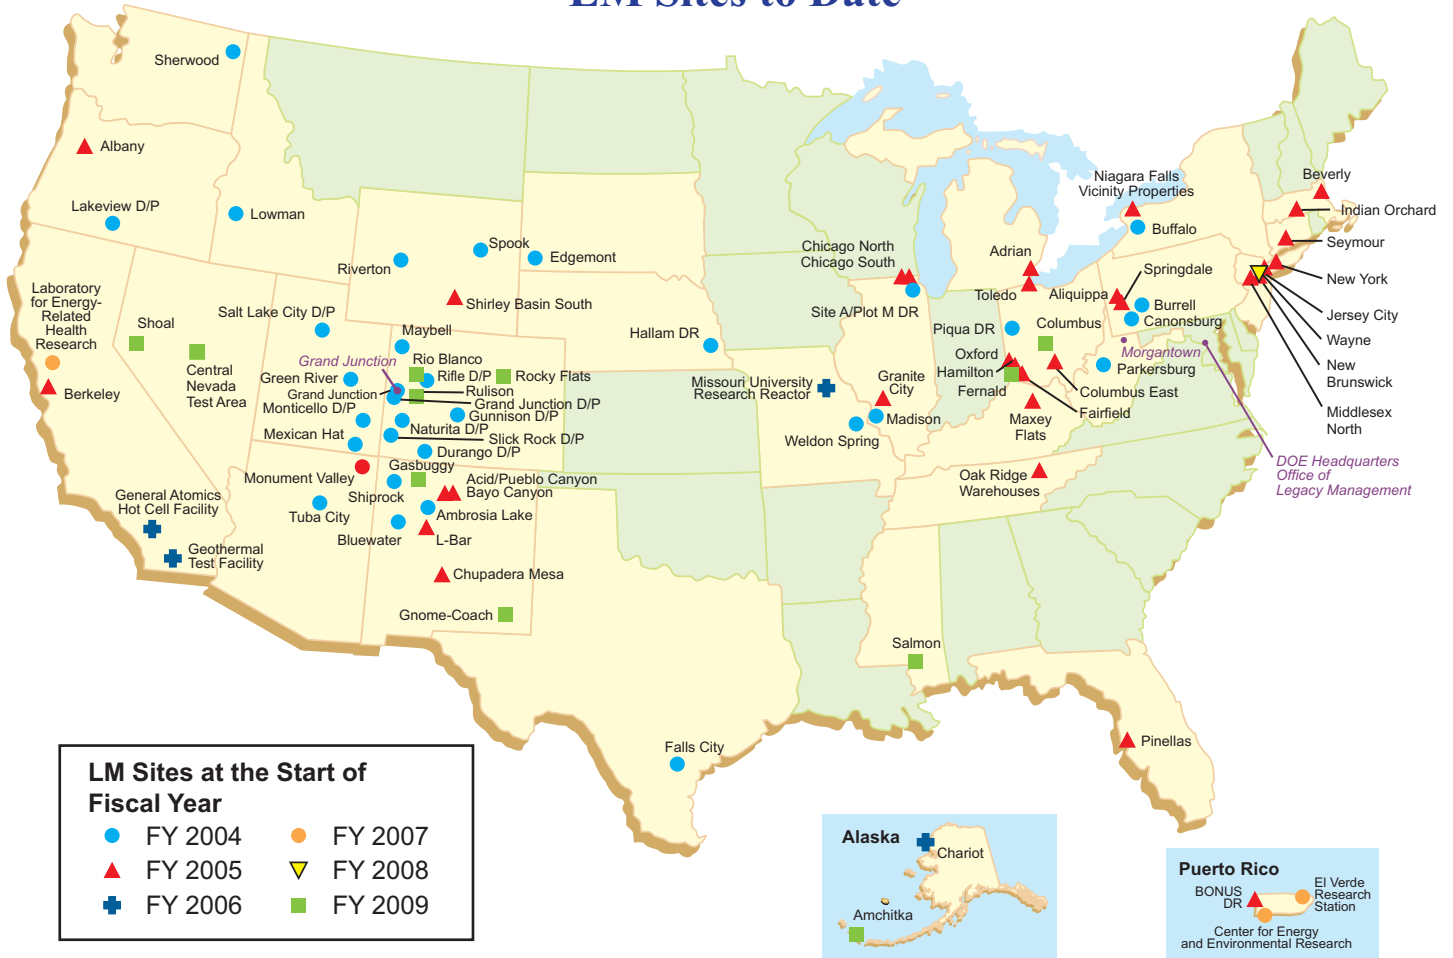 LM Sites to Date
Sherwood
Albany
Lakeview D/P
Lowman
Spook
Riverton
Edgemont
Shirley Basin South
Laboratory
for Energy-
Related
Health
Research
Berkeley
Shoal
Central
Nevada
Test Area
Salt Lake City D/P
Maybell
Grand Junction
Rio Blanco
Rifle D/P
Rocky Flats
Green River
Grand Junction
Rulison
Grand Junction D/P
Monticello D/P
Gunnison D/P
Naturita D/P
Mexican Hat
Slick Rock D/P
Durango D/P
Monument Valley
Gasbuggy
Acid/Pueblo Canyon
Bayo Canyon
Shiprock
Tuba City
Ambrosia Lake
Bluewater
L-Bar
General Atomics
Hot Cell Facility
Geothermal
Test Facility
Chupadera Mesa
Gnome-Coach
Hallam DR
Missouri University
Research Reactor
Chicago North
Chicago South
Site A/Plot M DR
Granite
City
Madison
Weldon Spring
Adrian
Toledo
Piqua DR
Columbus
Oxford
Hamilton
Fernald
Columbus East
Fairfield
Maxey
Flats
Oak Ridge
Warehouses
Niagara Falls
Vicinity Properties
Buffalo
Springdale
Aliquippa
Burrell
Canonsburg
Morgantown
Parkersburg
Beverly
Indian Orchard
Seymour
New York
Jersey City
Wayne
New
Brunswick
Middlesex
North
DOE Headquarters
Office of
Legacy Management
Salmon
Pinellas
Falls City
LM Sites at the Start of
Fiscal Year
FY 2004
FY 2007
FY 2005
FY 2008
FY 2006
FY 2009
Alaska
Chariot
Amchitka
Puerto Rico
BONUS
DR
El Verde
Research
Station
Center for Energy
and Environmental Research